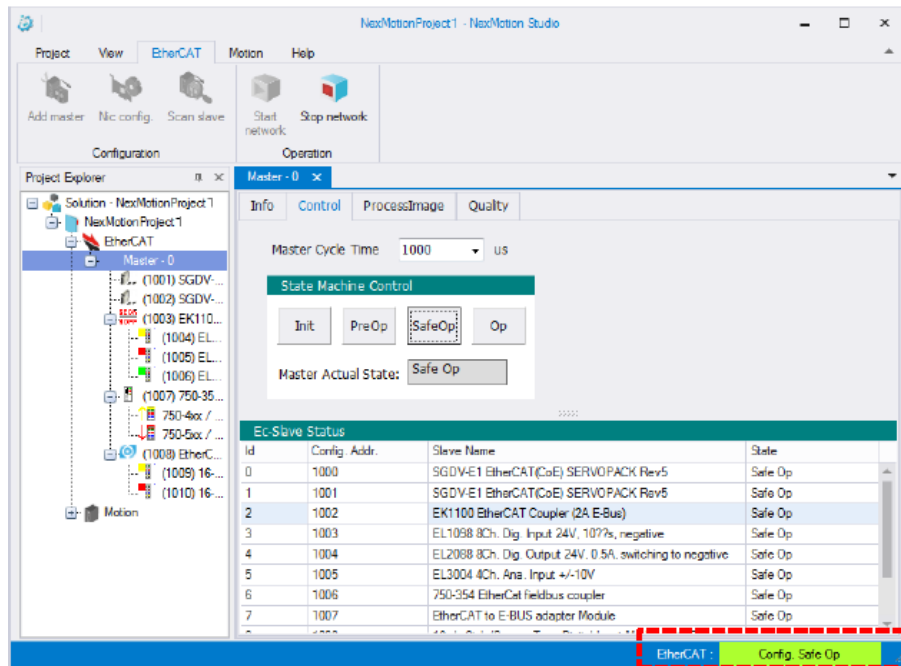 NexMotionProject1 - NexMotion Studio
Project View EtherCAT Motion Help
Add master Nic config. Scan slave Start network Stop network
Configuration Operation
Project Explorer
Master - 0
Solution - NexMotionProject1
NexMotionProject1
EtherCAT
Master - 0
(1001) SGDV-...
(1002) SGDV-...
(1003) EK110...
(1004) EL...
(1005) EL...
(1006) EL...
(1007) 750-35...
750-4xx / ...
750-5xx / ...
(1008) EtherC...
(1009) 16-...
(1010) 16-...
Motion
Info Control ProcessImage Quality
Master Cycle Time 1000 us
State Machine Control
Init PreOp SafeOp Op
Master Actual State: Safe Op
Ec-Slave Status
Id Config. Addr. Slave Name State
0 1000 SGDV-E1 EtherCAT(CoE) SERVOPACK Rev5 Safe Op
1 1001 SGDV-E1 EtherCAT(CoE) SERVOPACK Rev5 Safe Op
2 1002 EK1100 EtherCAT Coupler (2A E-Bus) Safe Op
3 1003 EL1098 8Ch. Dig. Input 24V, 10??s, negative Safe Op
4 1004 EL2088 8Ch. Dig. Output 24V, 0.5A, switching to negative Safe Op
5 1005 EL3004 4Ch. Ana. Input +/-10V Safe Op
6 1006 750-354 EtherCat fieldbus coupler Safe Op
7 1007 EtherCAT to E-BUS adapter Module Safe Op
EtherCAT : Config. Safe Op